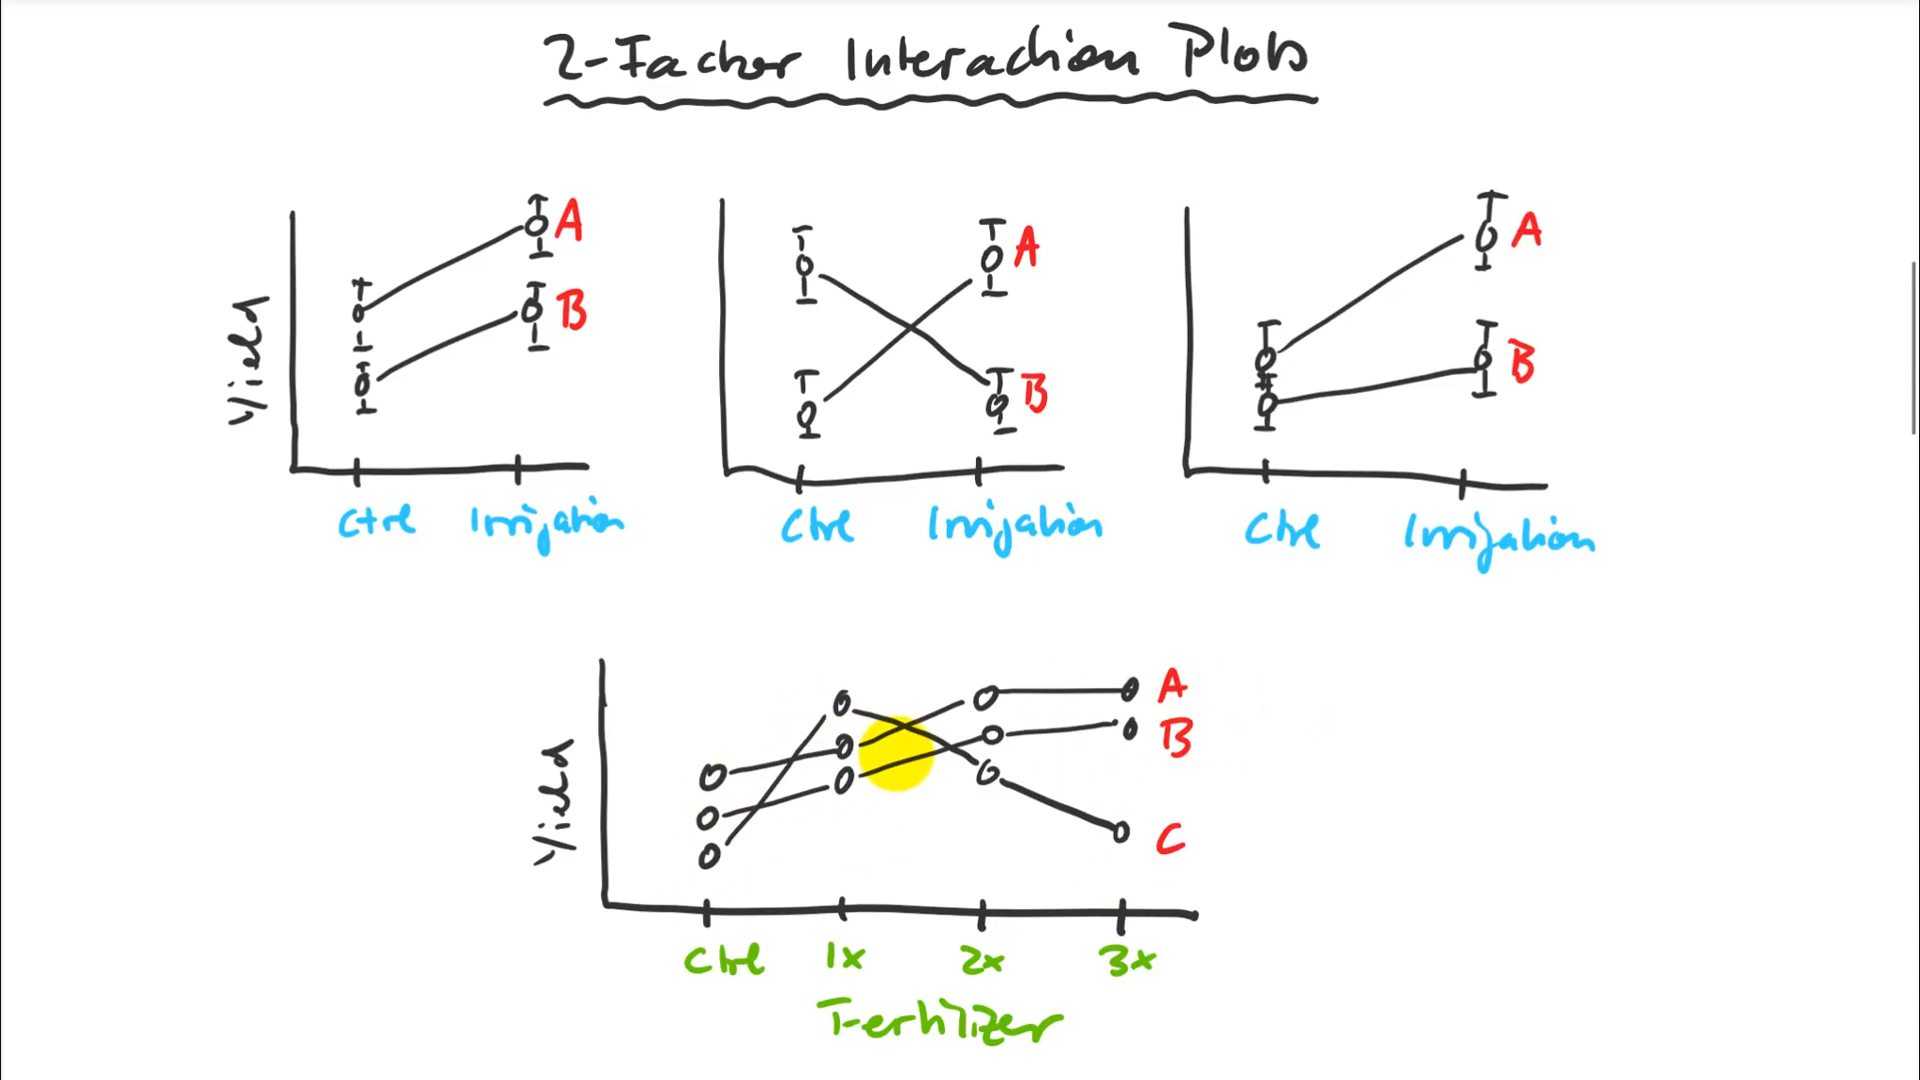 2-Factor Interaction Plots
Yield
A
B
Ctrl Irrigation
A
B
Ctrl Irrigation
A
B
Ctrl Irrigation
Yield
A
B
C
Ctrl 1x 2x 3x
Fertilizer